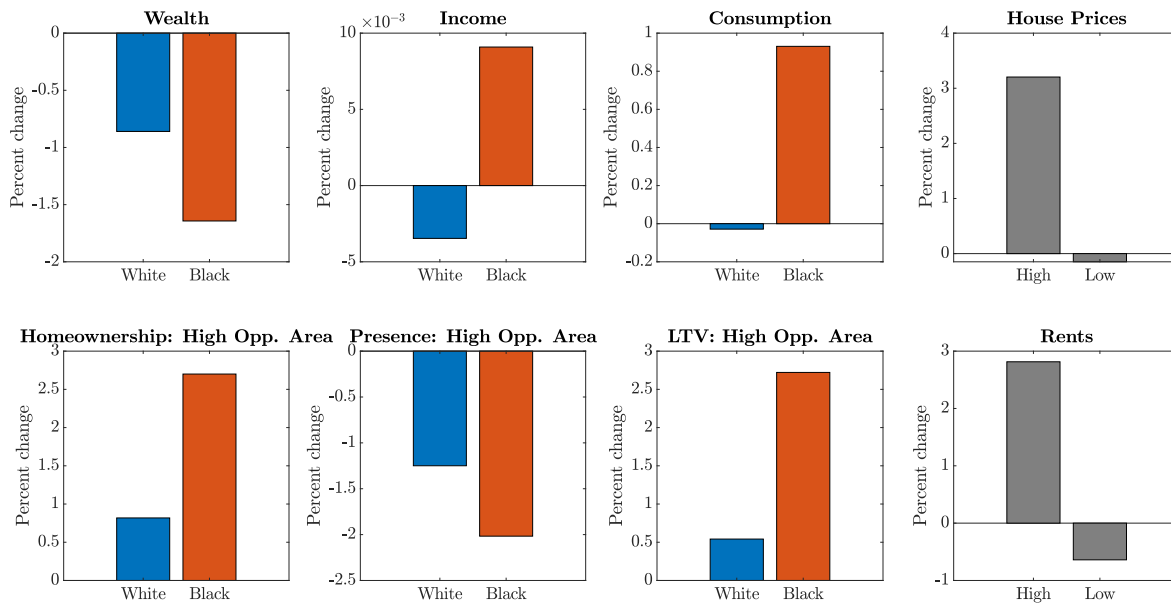 Wealth
Percent change
0
-0.5
-1
-1.5
-2
White Black
Income
×10−3
Percent change
10
5
0
-5
White Black
Consumption
Percent change
1
0.8
0.6
0.4
0.2
0
-0.2
White Black
House Prices
Percent change
4
3
2
1
0
High Low
Homeownership: High Opp. Area
Percent change
3
2.5
2
1.5
1
0.5
0
White Black
Presence: High Opp. Area
Percent change
0
-0.5
-1
-1.5
-2
-2.5
White Black
LTV: High Opp. Area
Percent change
3
2.5
2
1.5
1
0.5
0
White Black
Rents
Percent change
3
2
1
0
-1
High Low